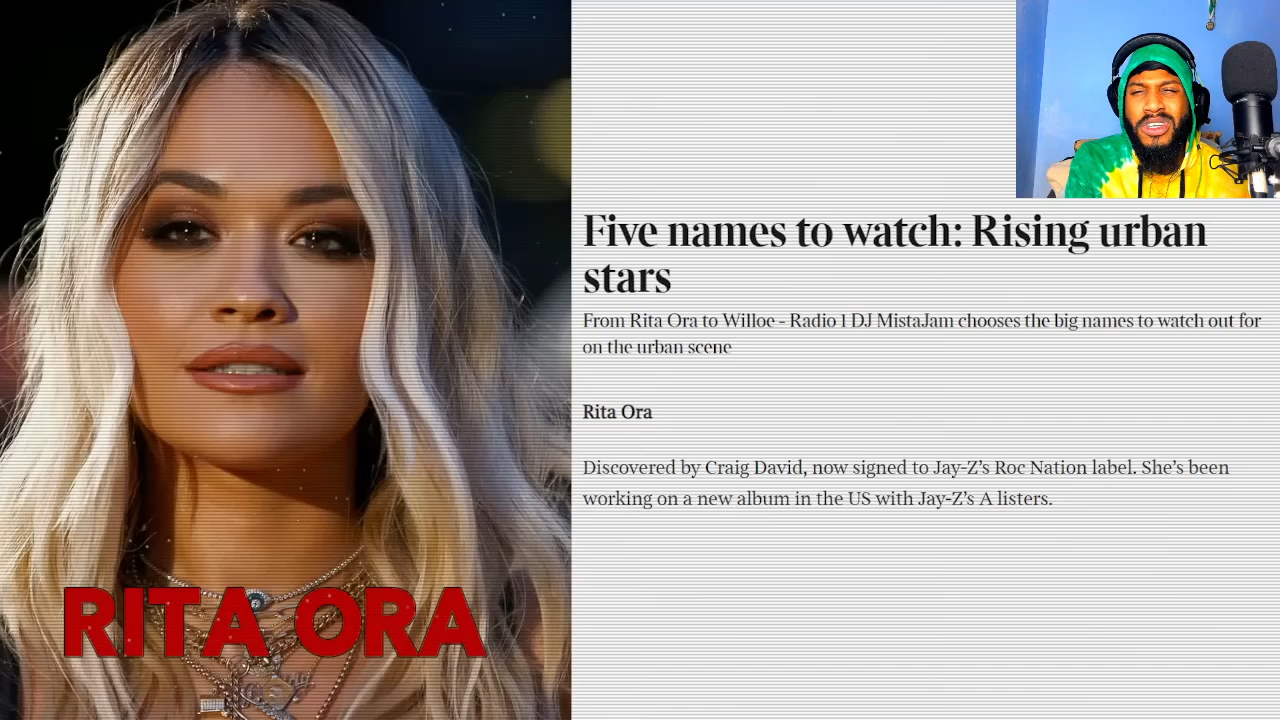 Five names to watch: Rising urban
stars
From Rita Ora to Willoe - Radio 1 DJ MistaJam chooses the big names to watch out for
on the urban scene
Rita Ora
Discovered by Craig David, now signed to Jay-Z’s Roc Nation label. She’s been
working on a new album in the US with Jay-Z’s A listers.
RITA ORA